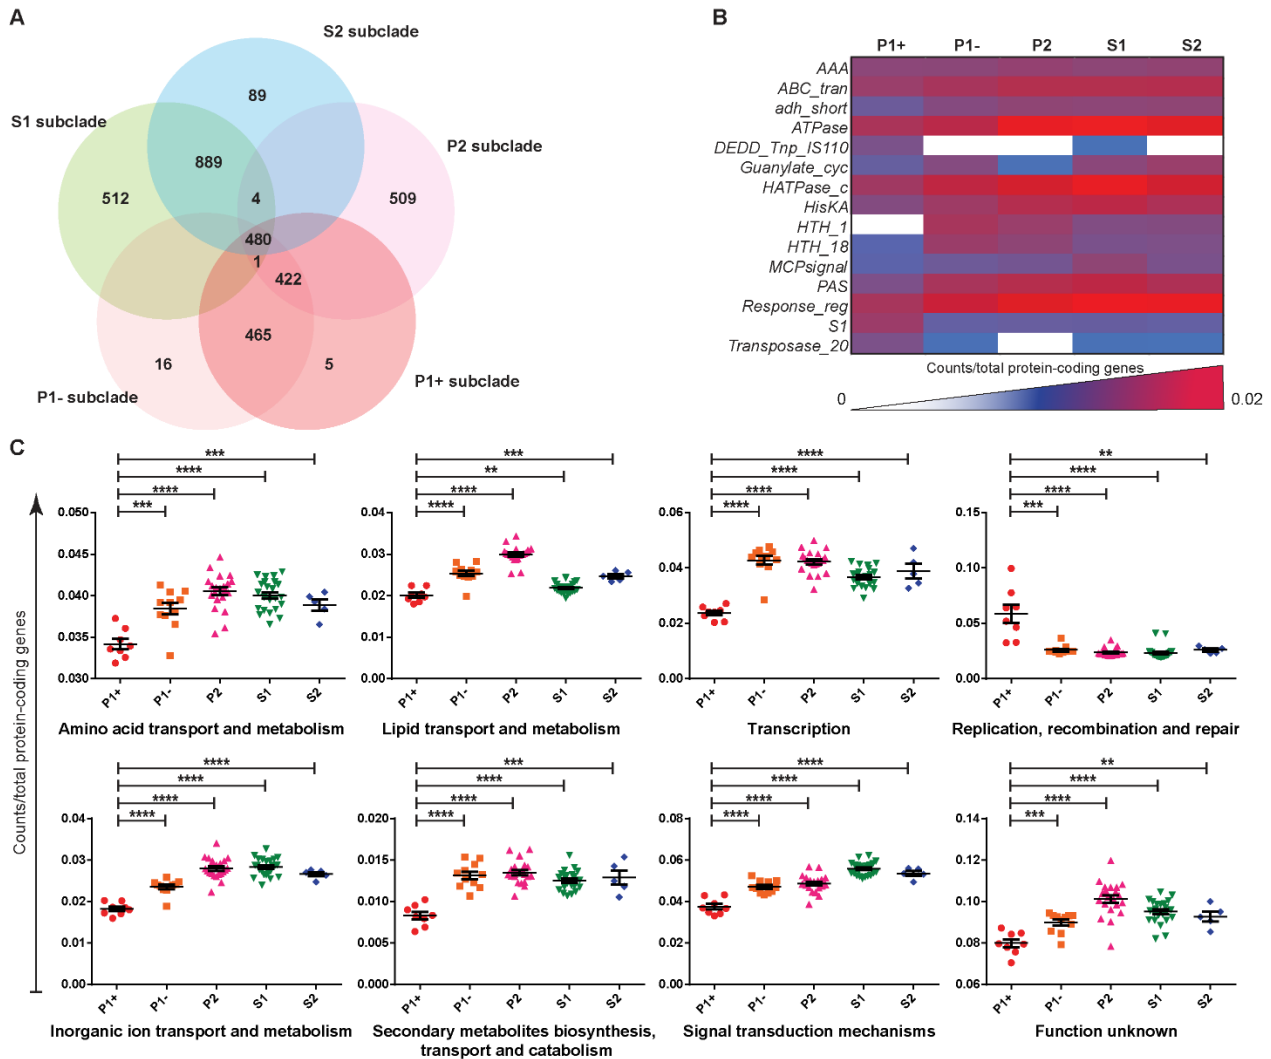 A
S2 subclade
S1 subclade
P2 subclade
P1- subclade
P1+ subclade
89
889
512
4
509
480
1
422
465
16
5
B
P1+ P1- P2 S1 S2
AAA
ABC_tran
adh_short
ATPase
DEDD_Tnp_IS110
Guanylate_cyc
HATPase_c
HisKA
HTH_1
HTH_18
MCPsignal
PAS
Response_reg
S1
Transposase_20
Counts/total protein-coding genes
0 0.02
C
Counts/total protein-coding genes
***
****
****
***
0.050
0.045
0.040
0.035
0.030
P1+ P1- P2 S1 S2
Amino acid transport and metabolism
***
**
****
****
0.04
0.03
0.02
0.01
0.00
P1+ P1- P2 S1 S2
Lipid transport and metabolism
****
****
****
****
0.06
0.04
0.02
0.00
P1+ P1- P2 S1 S2
Transcription
**
****
****
***
0.15
0.10
0.05
0.00
P1+ P1- P2 S1 S2
Replication, recombination and repair
****
****
****
****
0.04
0.03
0.02
0.01
0.00
P1+ P1- P2 S1 S2
Inorganic ion transport and metabolism
***
****
****
****
0.020
0.015
0.010
0.005
0.000
P1+ P1- P2 S1 S2
Secondary metabolites biosynthesis,
transport and catabolism
****
****
****
****
0.08
0.06
0.04
0.02
0.00
P1+ P1- P2 S1 S2
Signal transduction mechanisms
**
****
****
***
0.14
0.12
0.10
0.08
0.06
P1+ P1- P2 S1 S2
Function unknown